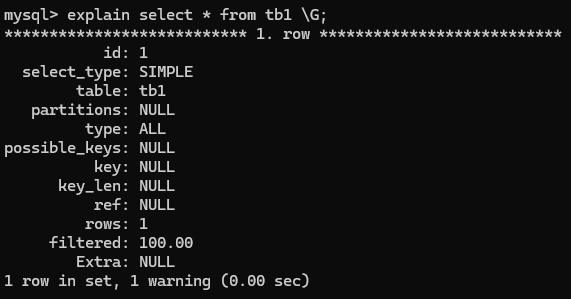 mysql> explain select * from tb1 \G;
*************************** 1. row ***************************
id: 1
select_type: SIMPLE
table: tb1
partitions: NULL
type: ALL
possible_keys: NULL
key: NULL
key_len: NULL
ref: NULL
rows: 1
filtered: 100.00
Extra: NULL
1 row in set, 1 warning (0.00 sec)